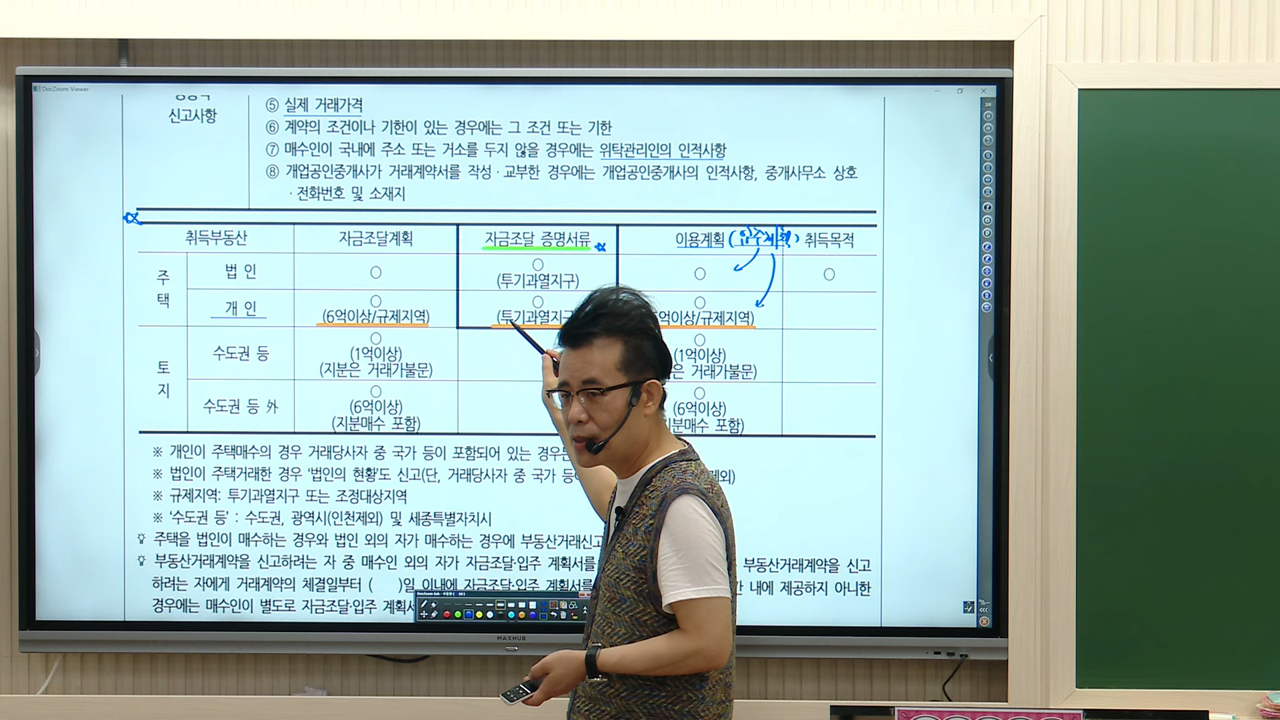 DocZoom Viewer
신고사항
⑤ 실제 거래가격
⑥ 계약의 조건이나 기한이 있는 경우에는 그 조건 또는 기한
⑦ 매수인이 국내에 주소 또는 거소를 두지 않을 경우에는 위탁관리인의 인적사항
⑧ 개업공인중개사가 거래계약서를 작성·교부한 경우에는 개업공인중개사의 인적사항, 중개사무소 상호
·전화번호 및 소재지
취득부동산 자금조달계획 자금조달 증명서류 이용계획 ( ) 취득목적
주택 법 인 ○ ○ (투기과열지구) ○ ○
개 인 ○ (6억이상/규제지역) ○ (투기과열지구 ○ 억이상/규제지역)
토지 수도권 등 ○ (1억이상) (지분은 거래가불문) ○ (1억이상) 은 거래가불문)
수도권 등 外 ○ (6억이상) (지분매수 포함) ○ (6억이상) 매수 포함)
※ 개인이 주택매수의 경우 거래당사자 중 국가 등이 포함되어 있는 경우
※ 법인이 주택거래한 경우 '법인의 현황'도 신고(단, 거래당사자 중 국가 등 외)
※ 규제지역: 투기과열지구 또는 조정대상지역
※ '수도권 등' : 수도권, 광역시(인천제외) 및 세종특별자치시
주택을 법인이 매수하는 경우와 법인 외의 자가 매수하는 경우에 부동산거래신고
부동산거래계약을 신고하려는 자 중 매수인 외의 자가 자금조달·입주 계획서를 부동산거래계약을 신고
하려는 자에게 거래계약의 체결일부터 ( )일 이내에 자금조달·입주 계획서를 간 내에 제공하지 아니한
경우에는 매수인이 별도로 자금조달·입주 계획서
MAXHUB